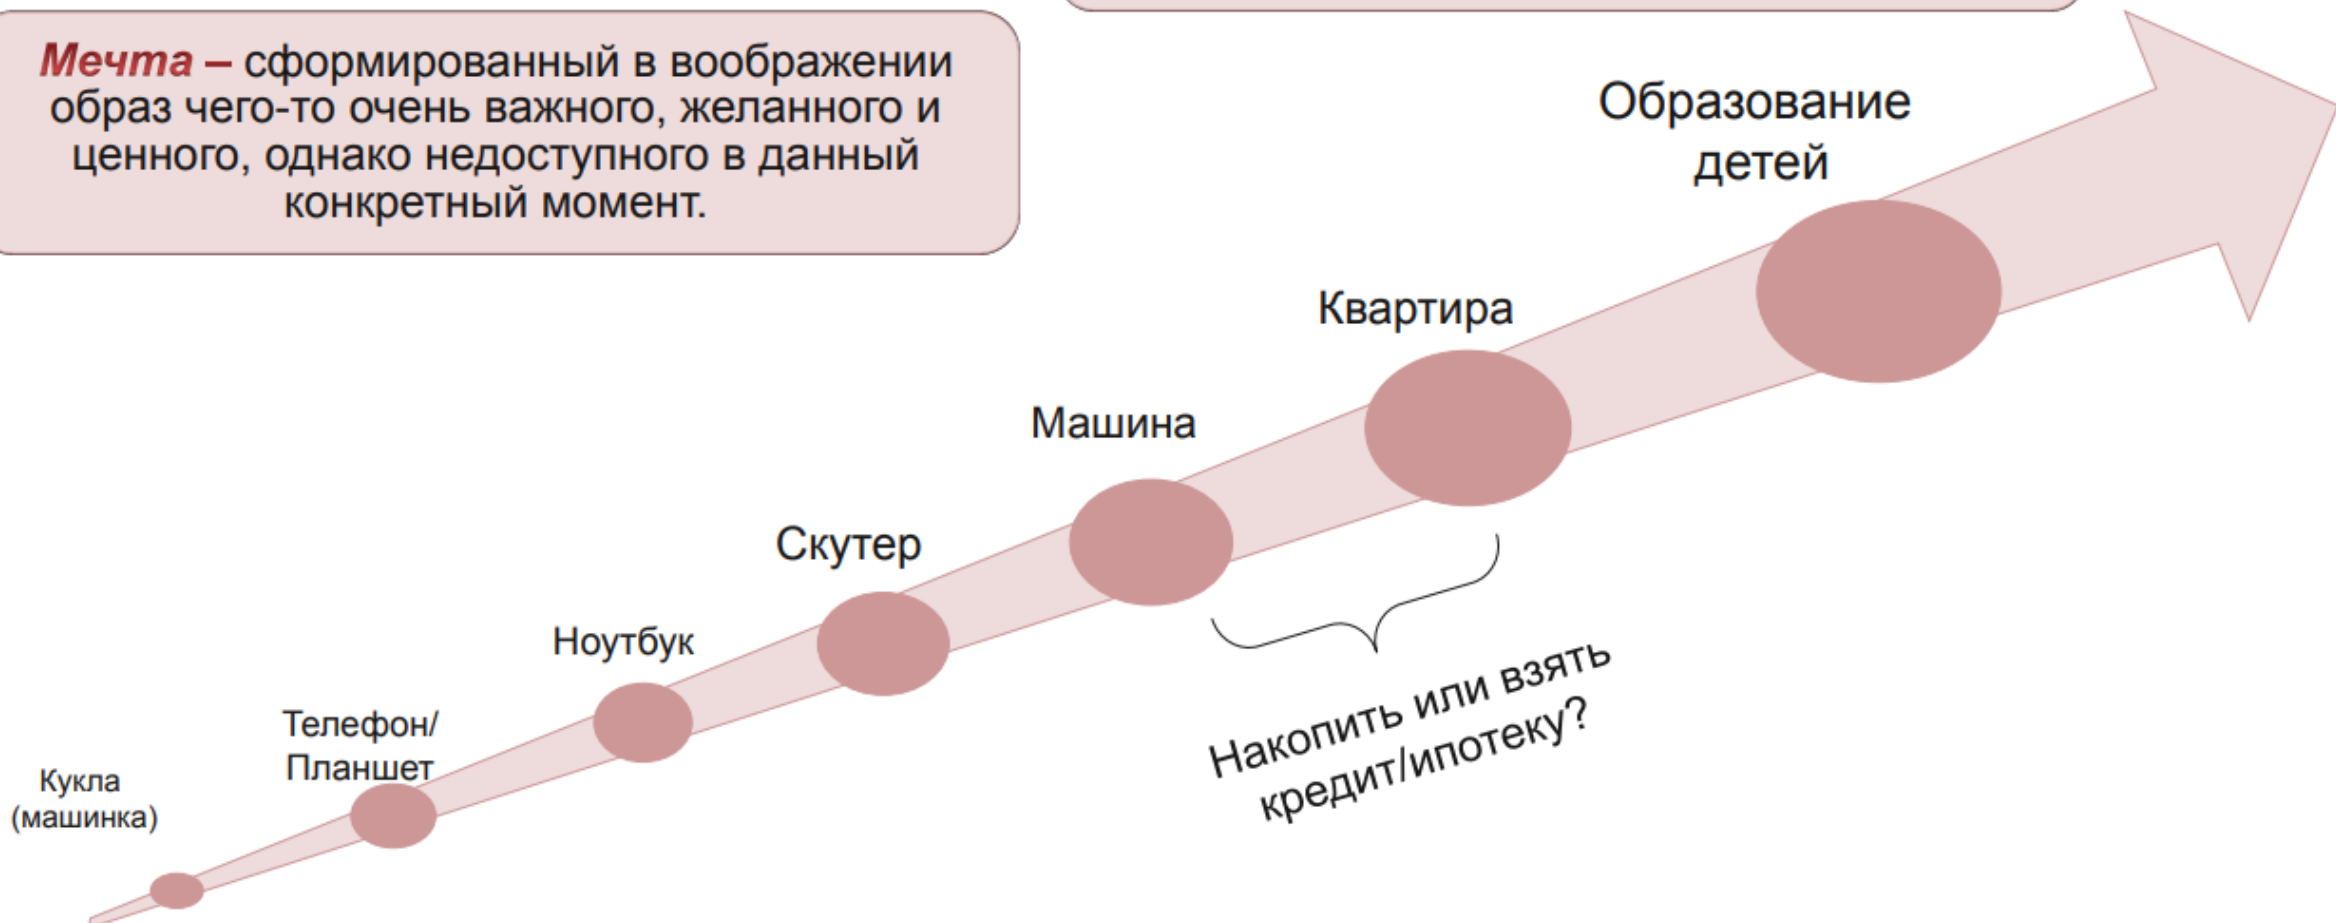 Мечта – сформированный в воображении
образ чего-то очень важного, желанного и
ценного, однако недоступного в данный
конкретный момент.
Образование
детей
Квартира
Машина
Скутер
Ноутбук
Телефон/
Планшет
Кукла
(машинка)
Накопить или взять
кредит/ипотеку?